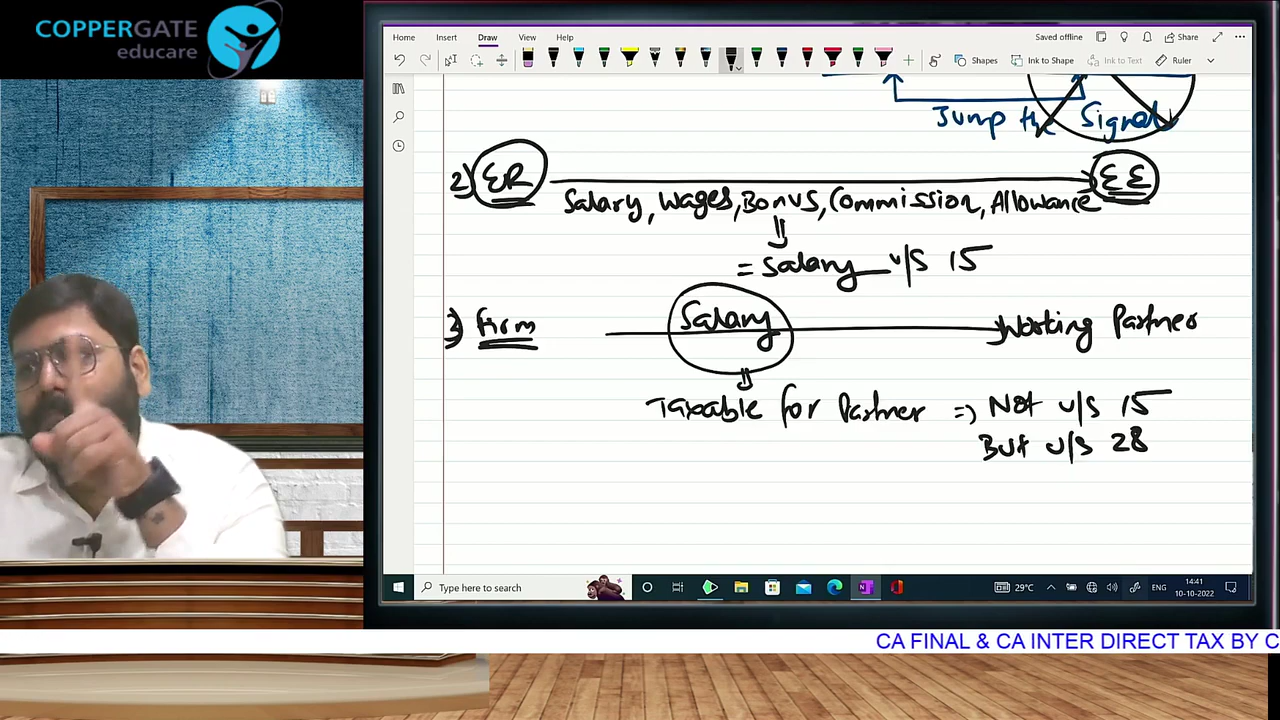 COPPERGATE
educare
Home Insert Draw View Help
Saved offline
Share
Shapes
Ink to Shape
Ink to Text
Ruler
Jump the Signal
2) ER EE
Salary, Wages, Bonus, Commission, Allowance
= Salary u/s 15
3) Firm Salary Working Partner
Taxable for Partner => Not u/s 15
But u/s 28
Type here to search
29°C
ENG
14:41
10-10-2022
CA FINAL & CA INTER DIRECT TAX BY C